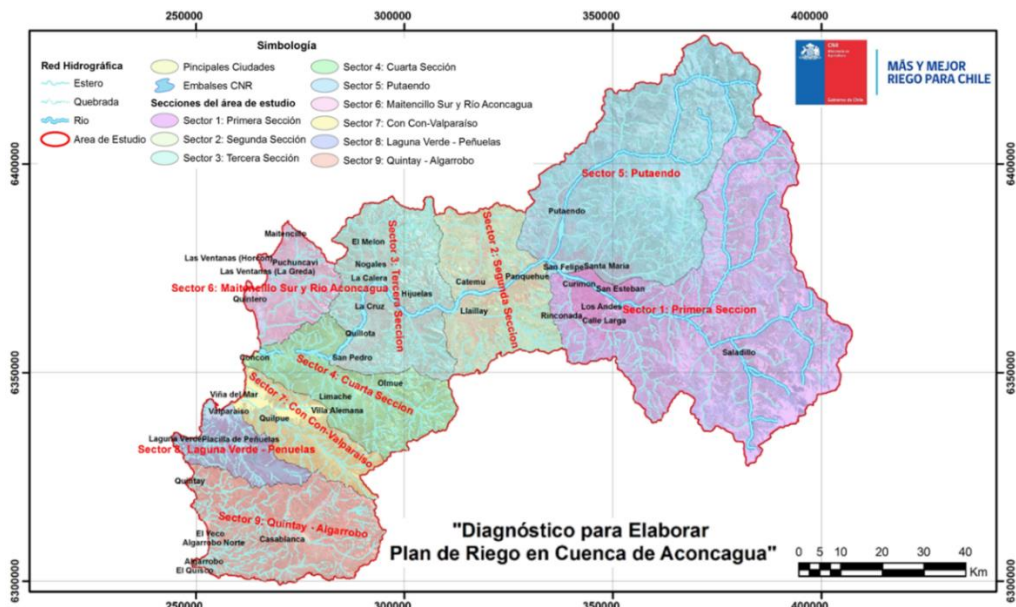 250000 300000 350000 400000
Simbología
Red Hidrográfica
Estero
Quebrada
Rio
Area de Estudio
Pincipales Ciudades
Embalses CNR
Secciones del área de estudio
Sector 1: Primera Sección
Sector 2: Segunda Sección
Sector 3: Tercera Sección
Sector 4: Cuarta Sección
Sector 5: Putaendo
Sector 6: Maitencillo Sur y Río Aconcagua
Sector 7: Con Con-Valparaíso
Sector 8: Laguna Verde - Peñuelas
Sector 9: Quintay - Algarrobo
CNR
Gobierno de Chile
MÁS Y MEJOR
RIEGO PARA CHILE
6400000
6400000
Sector 5: Putaendo
Putaendo
Maitencillo
El Melon
Las Ventanas (Horcon)
Puchuncavi
Nogales
Las Ventanas (La Greda)
La Calera
Sector 6: Maitencillo Sur y Río Aconcagua
Quintero
Hijuelas
La Cruz
Sector 3: Tercera Seccion
Catemu
Llaillay
Sector 2: Segunda Seccion
Panquehue
San Felipe
Santa Maria
Curimon
San Esteban
Los Andes
Rinconada
Calle Larga
Sector 1: Primera Seccion
Saladillo
Quillota
Concon
San Pedro
6350000
6350000
Sector 4: Cuarta Seccion
Olmue
Limache
Villa Alemana
Viña del Mar
Valparaiso
Quilpue
Sector 7: Con Con-Valparaiso
Laguna Verde
Placilla de Peñuelas
Sector 8: Laguna Verde - Penuelas
Quintay
Sector 9: Quintay - Algarrobo
El Yeco
Algarrobo Norte
Casablanca
Algarrobo
El Quisco
"Diagnóstico para Elaborar
Plan de Riego en Cuenca de Aconcagua"
0 5 10 20 30 40
Km
6300000
6300000
250000 300000 350000 400000